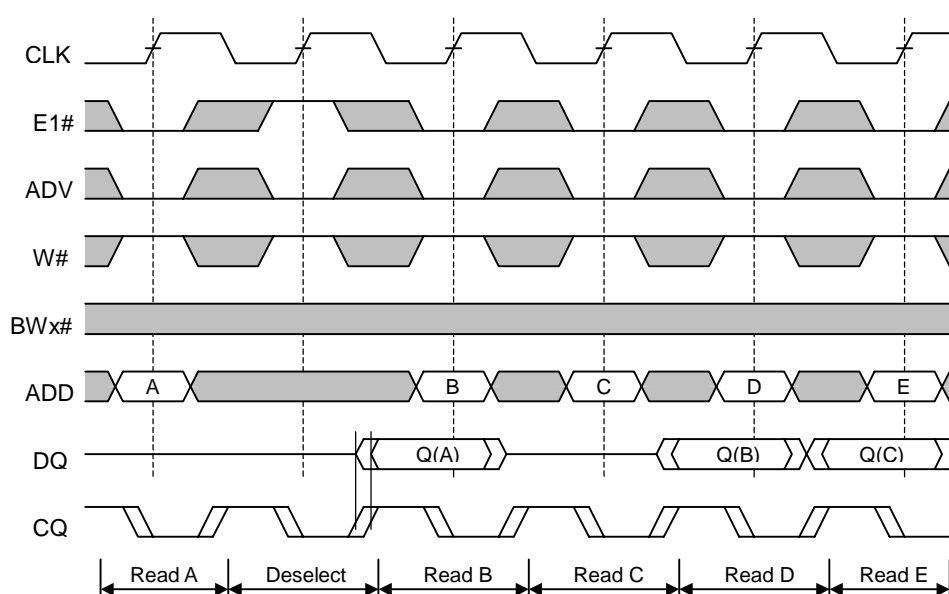 CLK
E1#
ADV
W#
BWx#
ADD A B C D E
DQ Q(A) Q(B) Q(C)
CQ
Read A Deselect Read B Read C Read D Read E